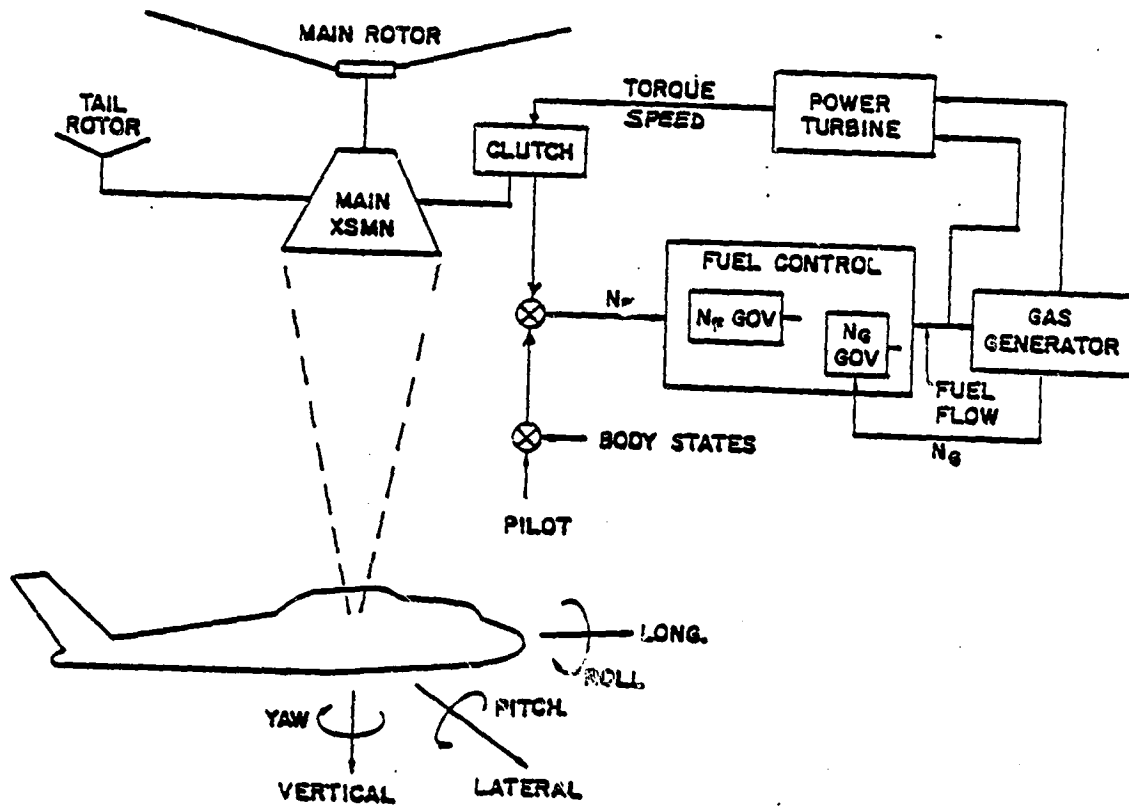 MAIN ROTOR
TAIL
ROTOR
TORQUE
SPEED
POWER
TURBINE
CLUTCH
MAIN
XSMN
FUEL CONTROL
GOV
NG
GOV
GAS
GENERATOR
FUEL
FLOW
NG
BODY STATES
PILOT
LONG.
ROLL
YAW
PITCH.
VERTICAL
LATERAL